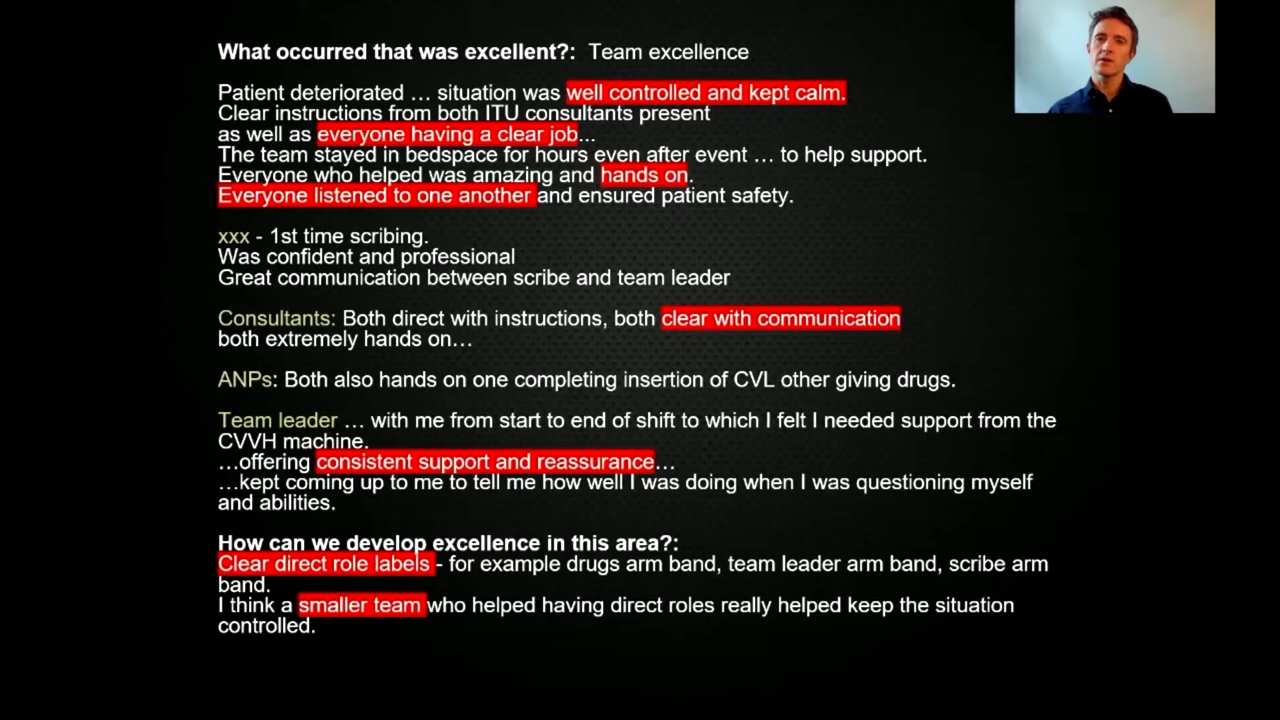 What occurred that was excellent?: Team excellence
Patient deteriorated … situation was well controlled and kept calm.
Clear instructions from both ITU consultants present
as well as everyone having a clear job...
The team stayed in bedspace for hours even after event … to help support.
Everyone who helped was amazing and hands on.
Everyone listened to one another and ensured patient safety.
xxx - 1st time scribing.
Was confident and professional
Great communication between scribe and team leader
Consultants: Both direct with instructions, both clear with communication
both extremely hands on…
ANPs: Both also hands on one completing insertion of CVL other giving drugs.
Team leader … with me from start to end of shift to which I felt I needed support from the
CVVH machine.
…offering consistent support and reassurance…
…kept coming up to me to tell me how well I was doing when I was questioning myself
and abilities.
How can we develop excellence in this area?:
Clear direct role labels - for example drugs arm band, team leader arm band, scribe arm
band.
I think a smaller team who helped having direct roles really helped keep the situation
controlled.